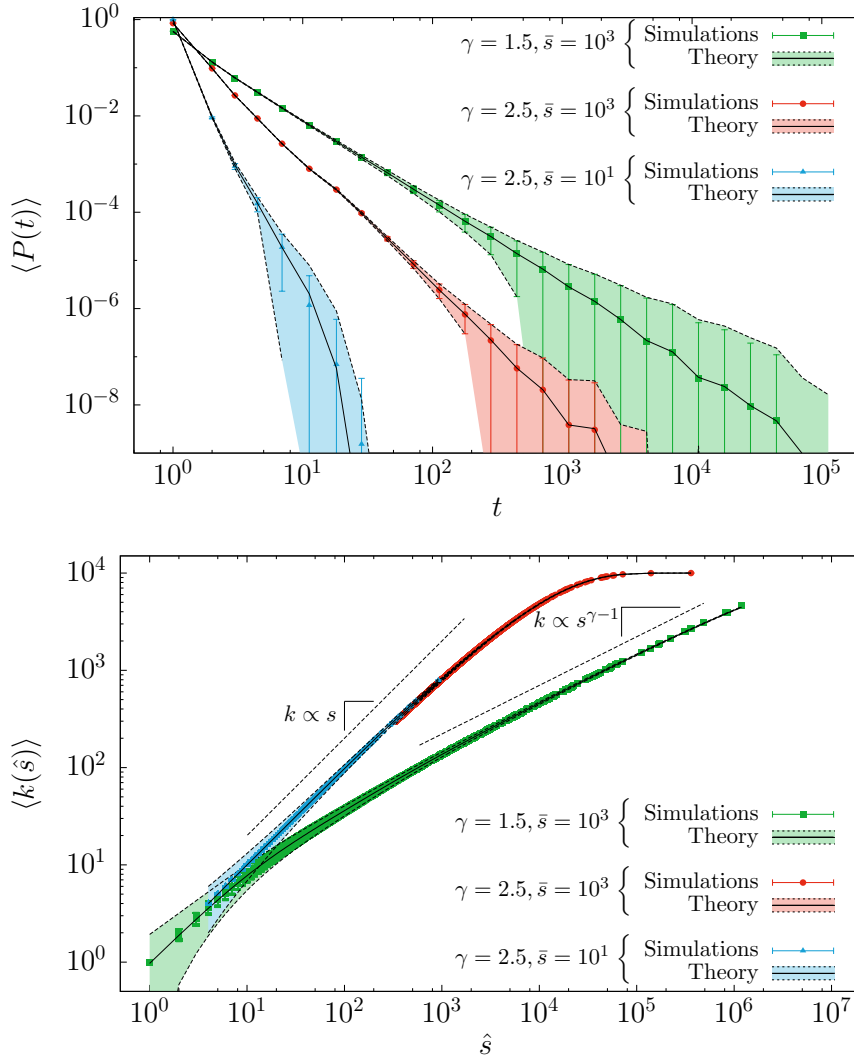 10^0
10^−2
10^−4
10^−6
10^−8
⟨P(t)⟩
γ = 1.5, s̄ = 10^3 { Simulations
Theory
γ = 2.5, s̄ = 10^3 { Simulations
Theory
γ = 2.5, s̄ = 10^1 { Simulations
Theory
10^0 10^1 10^2 10^3 10^4 10^5
t
10^4
10^3
10^2
10^1
10^0
⟨k(ŝ)⟩
k ∝ s^{γ−1}
k ∝ s
γ = 1.5, s̄ = 10^3 { Simulations
Theory
γ = 2.5, s̄ = 10^3 { Simulations
Theory
γ = 2.5, s̄ = 10^1 { Simulations
Theory
10^0 10^1 10^2 10^3 10^4 10^5 10^6 10^7
ŝ